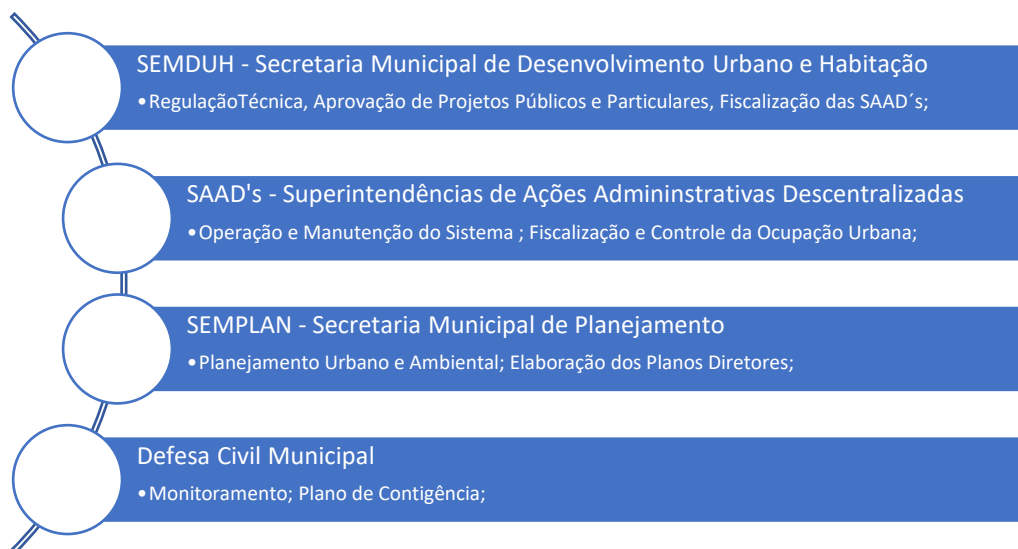 SEMDUH - Secretaria Municipal de Desenvolvimento Urbano e Habitação
•RegulaçãoTécnica, Aprovação de Projetos Públicos e Particulares, Fiscalização das SAAD´s;
SAAD's - Superintendências de Ações Admininstrativas Descentralizadas
•Operação e Manutenção do Sistema ; Fiscalização e Controle da Ocupação Urbana;
SEMPLAN - Secretaria Municipal de Planejamento
•Planejamento Urbano e Ambiental; Elaboração dos Planos Diretores;
Defesa Civil Municipal
•Monitoramento; Plano de Contigência;